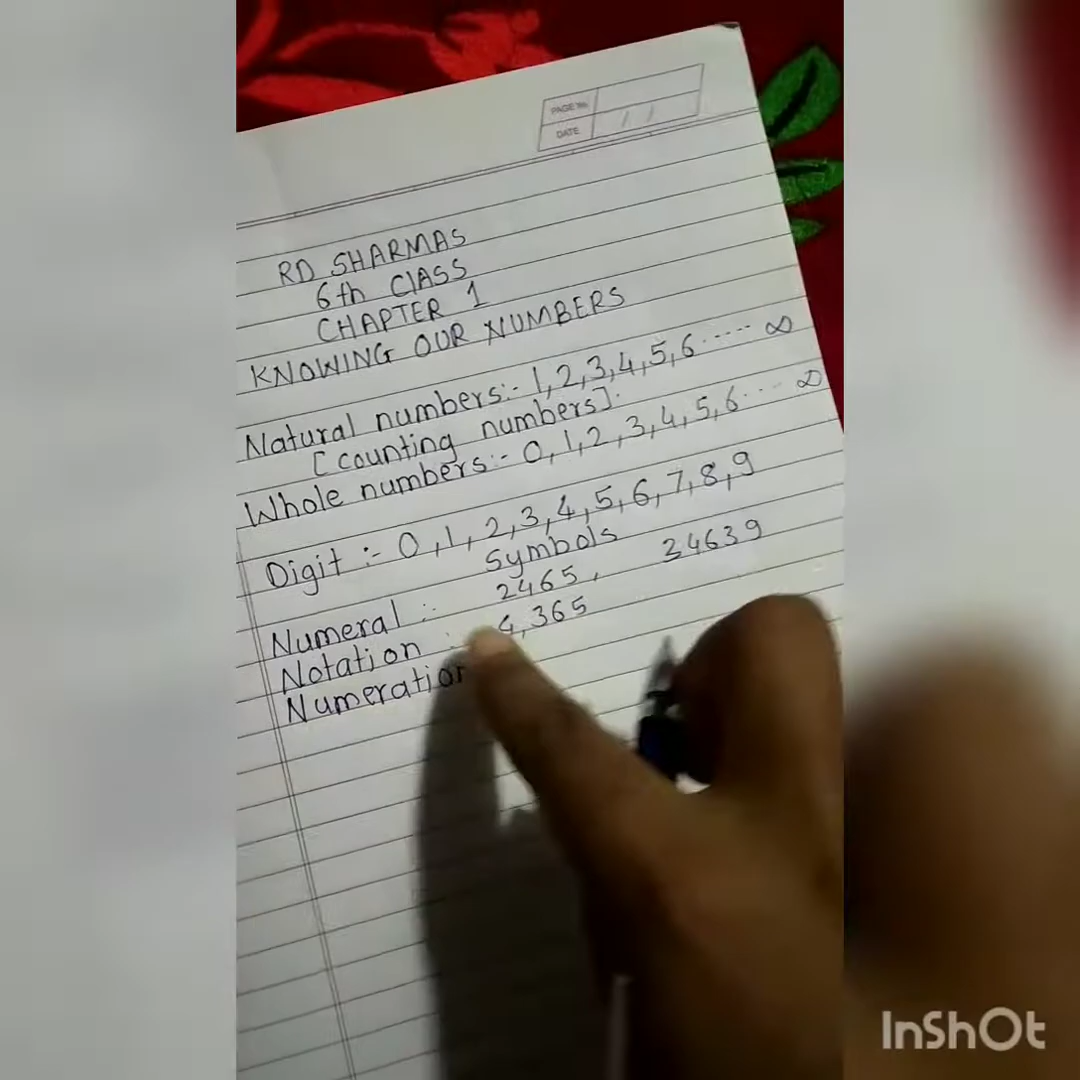 PAGE No.
DATE / /
RD SHARMAS
6th ClASS
CHAPTER 1
KNOWING OUR NUMBERS
Natural numbers:- 1,2,3,4,5,6 ..... ∞
[counting numbers].
Whole numbers:- 0,1,2,3,4,5,6.... ∞
Digit :- 0,1,2,3,4,5,6,7,8,9
Symbols
Numeral : 2465, 34639
Notation : 4,365
Numeration
InShOt